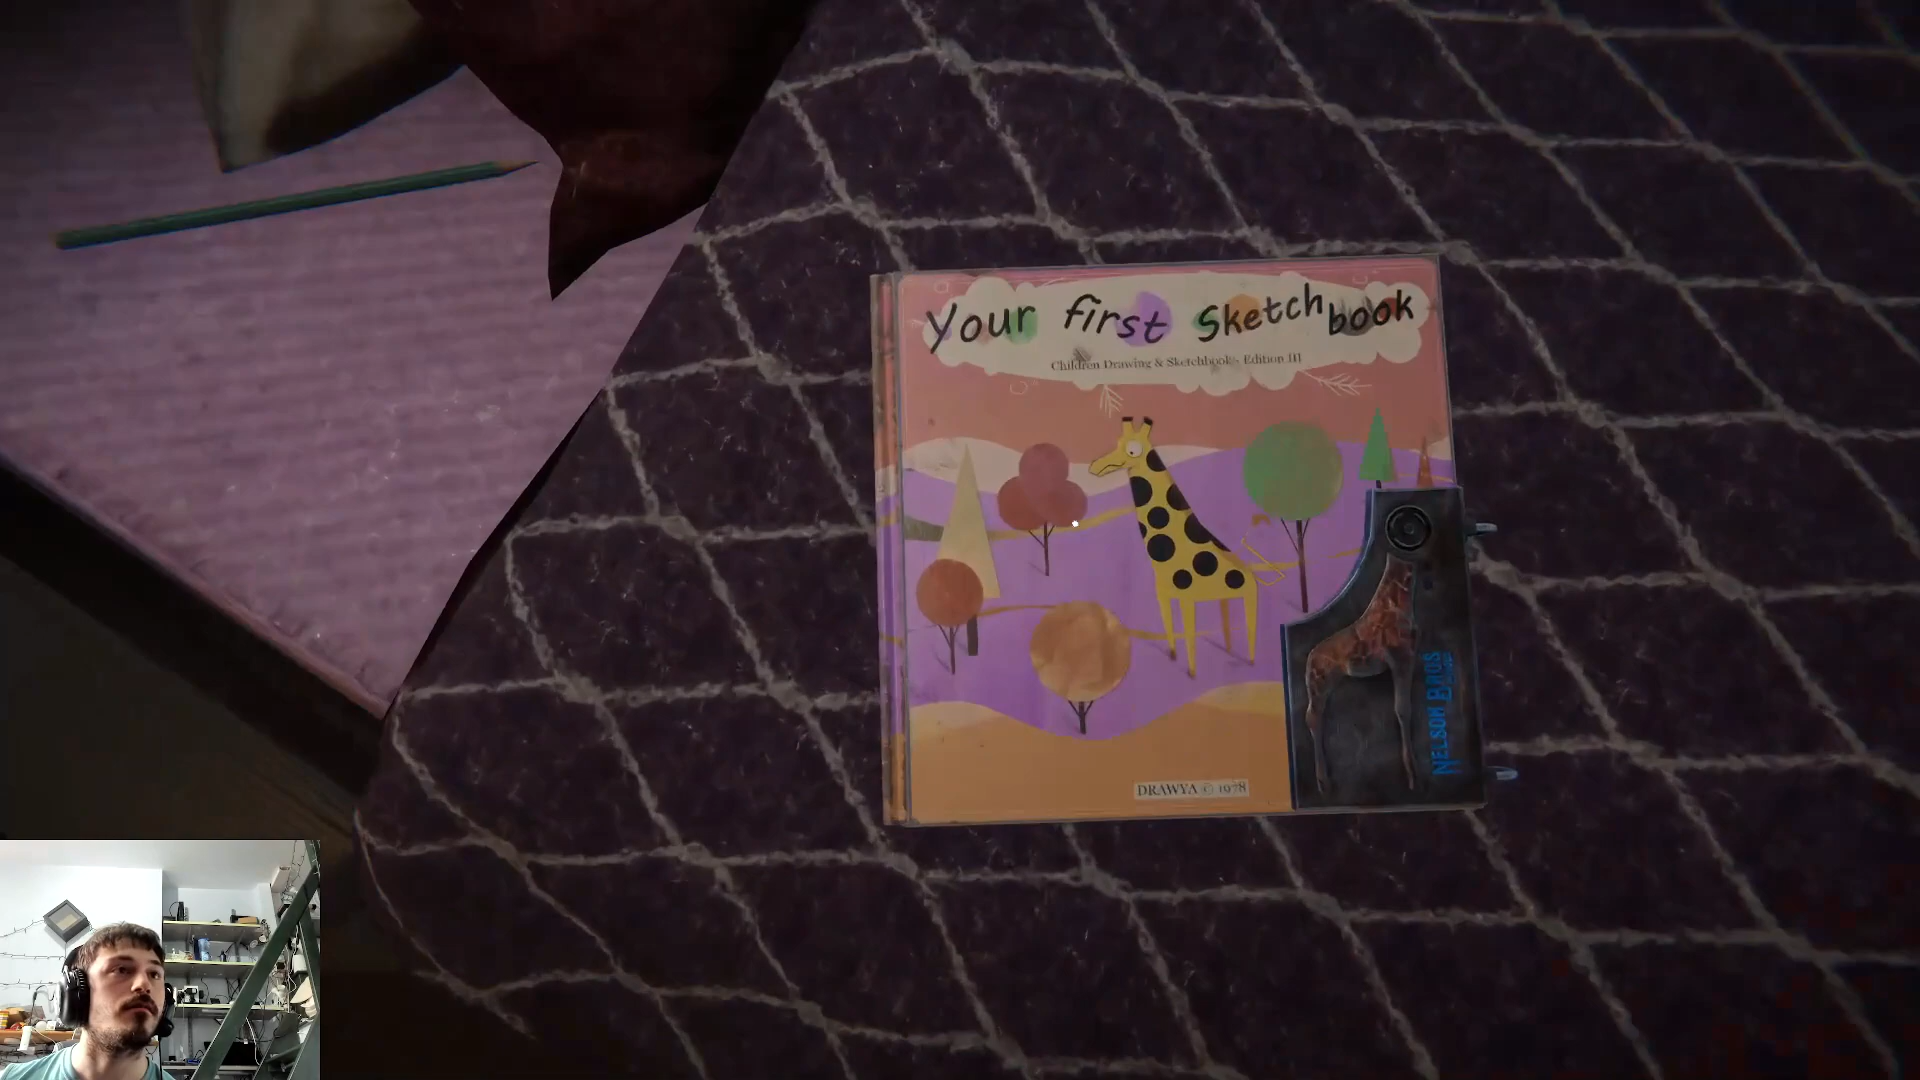 Your first Sketchbook
Children Drawing & Sketchbook - Edition III
NELSON BROS
DRAWYA © 1978